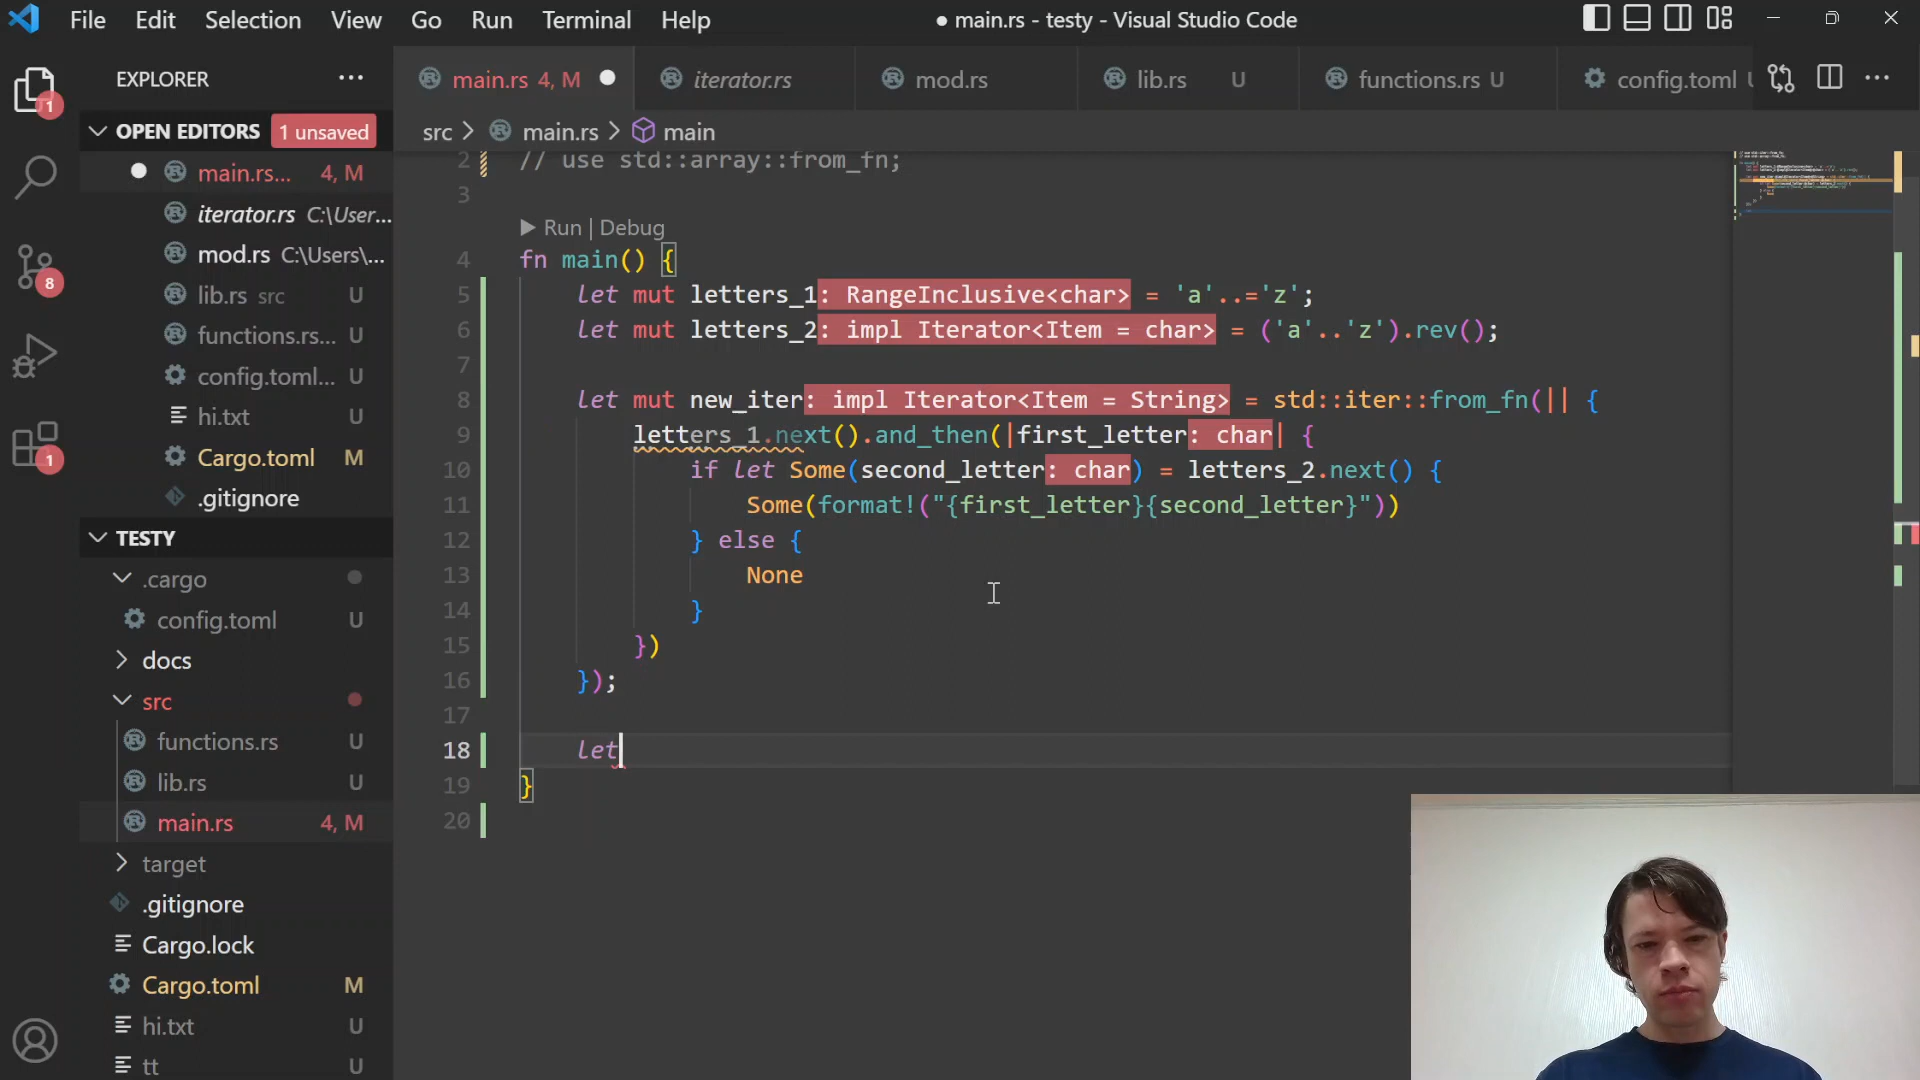 File Edit Selection View Go Run Terminal Help
main.rs - testy - Visual Studio Code
EXPLORER
OPEN EDITORS 1 unsaved
main.rs... 4, M
iterator.rs C:\User...
mod.rs C:\Users\...
lib.rs src U
functions.rs... U
config.toml... U
hi.txt U
Cargo.toml M
.gitignore
TESTY
.cargo
config.toml U
docs
src
functions.rs U
lib.rs U
main.rs 4, M
target
.gitignore
Cargo.lock
Cargo.toml M
hi.txt U
tt U
1
8
1
main.rs 4, M
iterator.rs
mod.rs
lib.rs U
functions.rs U
config.toml
src > main.rs > main
2 // use std::array::from_fn;
3
Run | Debug
4 fn main() {
5 let mut letters_1: RangeInclusive<char> = 'a'..='z';
6 let mut letters_2: impl Iterator<Item = char> = ('a'..'z').rev();
7
8 let mut new_iter: impl Iterator<Item = String> = std::iter::from_fn(|| {
9 letters_1.next().and_then(|first_letter: char| {
10 if let Some(second_letter: char) = letters_2.next() {
11 Some(format!("{first_letter}{second_letter}"))
12 } else {
13 None
14 }
15 })
16 });
17
18 let
19 }
20